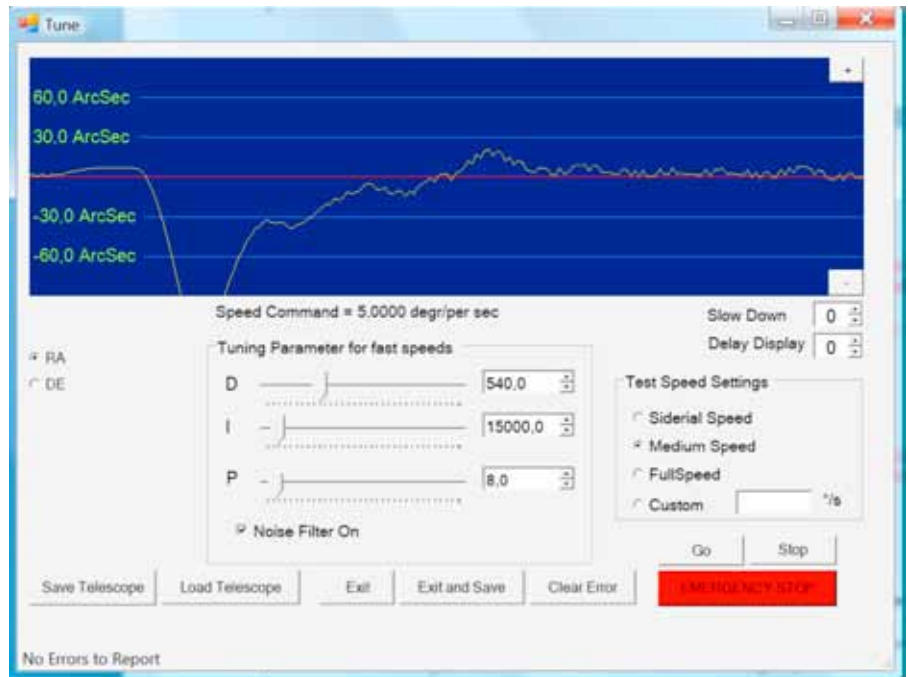 Tune
+
60,0 ArcSec
30,0 ArcSec
-30,0 ArcSec
-60,0 ArcSec
-
Speed Command = 5.0000 degr/per sec
Slow Down 0
Delay Display 0
RA
DE
Tuning Parameter for fast speeds
D 540,0
I 15000,0
P 8,0
Noise Filter On
Test Speed Settings
Siderial Speed
Medium Speed
FullSpeed
Custom °/s
Go Stop
Save Telescope Load Telescope Exit Exit and Save Clear Error EMERGENCY STOP
No Errors to Report